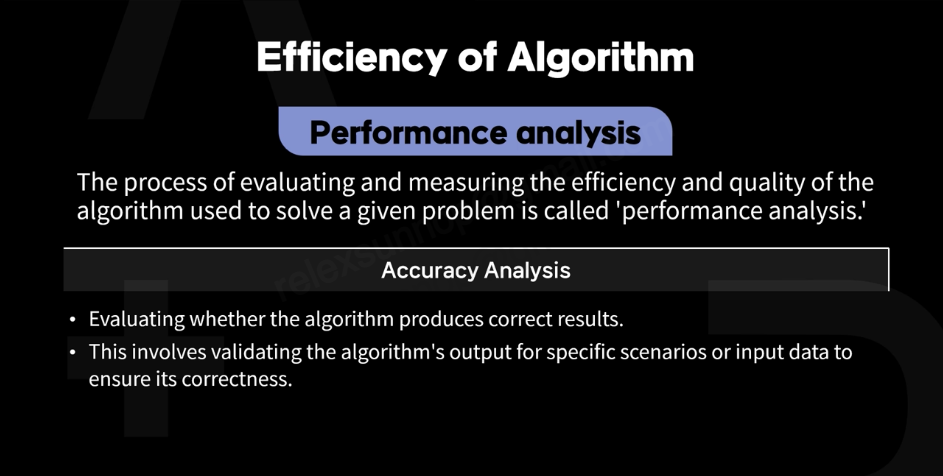 Efficiency of Algorithm
Performance analysis
The process of evaluating and measuring the efficiency and quality of the
algorithm used to solve a given problem is called 'performance analysis.'
Accuracy Analysis
• Evaluating whether the algorithm produces correct results.
• This involves validating the algorithm's output for specific scenarios or input data to
ensure its correctness.